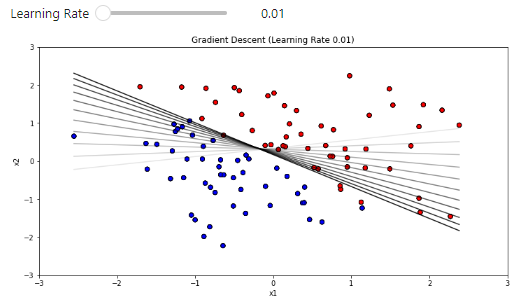 Learning Rate 0.01
Gradient Descent (Learning Rate 0.01)
3
2
1
0
−1
−2
−3
x2
−3 −2 −1 0 1 2 3
x1